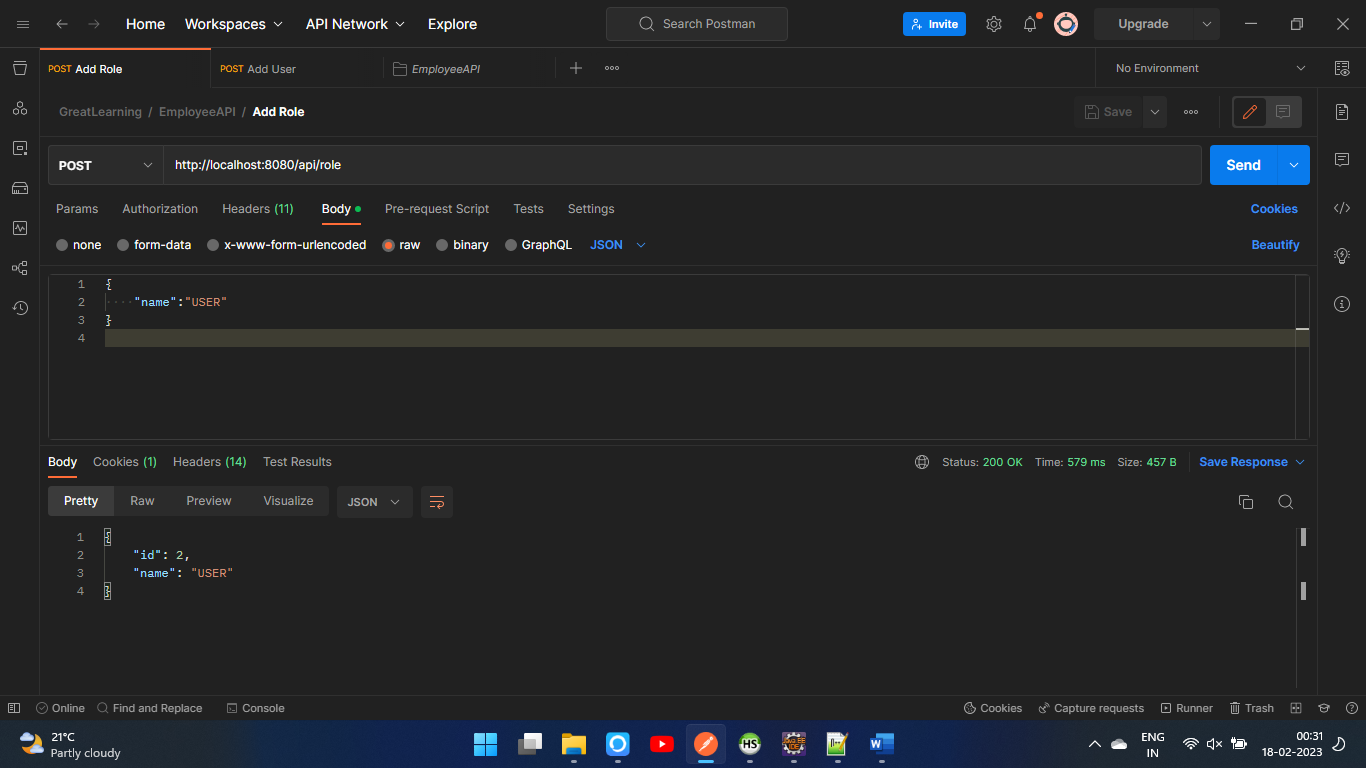 Home Workspaces API Network Explore Search Postman Invite Upgrade
POST Add Role POST Add User EmployeeAPI No Environment
GreatLearning / EmployeeAPI / Add Role Save
POST http://localhost:8080/api/role Send
Params Authorization Headers (11) Body Pre-request Script Tests Settings Cookies
none form-data x-www-form-urlencoded raw binary GraphQL JSON Beautify
1 {
2 "name":"USER"
3 }
4
Body Cookies (1) Headers (14) Test Results Status: 200 OK Time: 579 ms Size: 457 B Save Response
Pretty Raw Preview Visualize JSON
1 {
2 "id": 2,
3 "name": "USER"
4 }
Online Find and Replace Console Cookies Capture requests Runner Trash
21°C
Partly cloudy
HS
Java EE
IDE
W
ENG
IN
00:31
18-02-2023